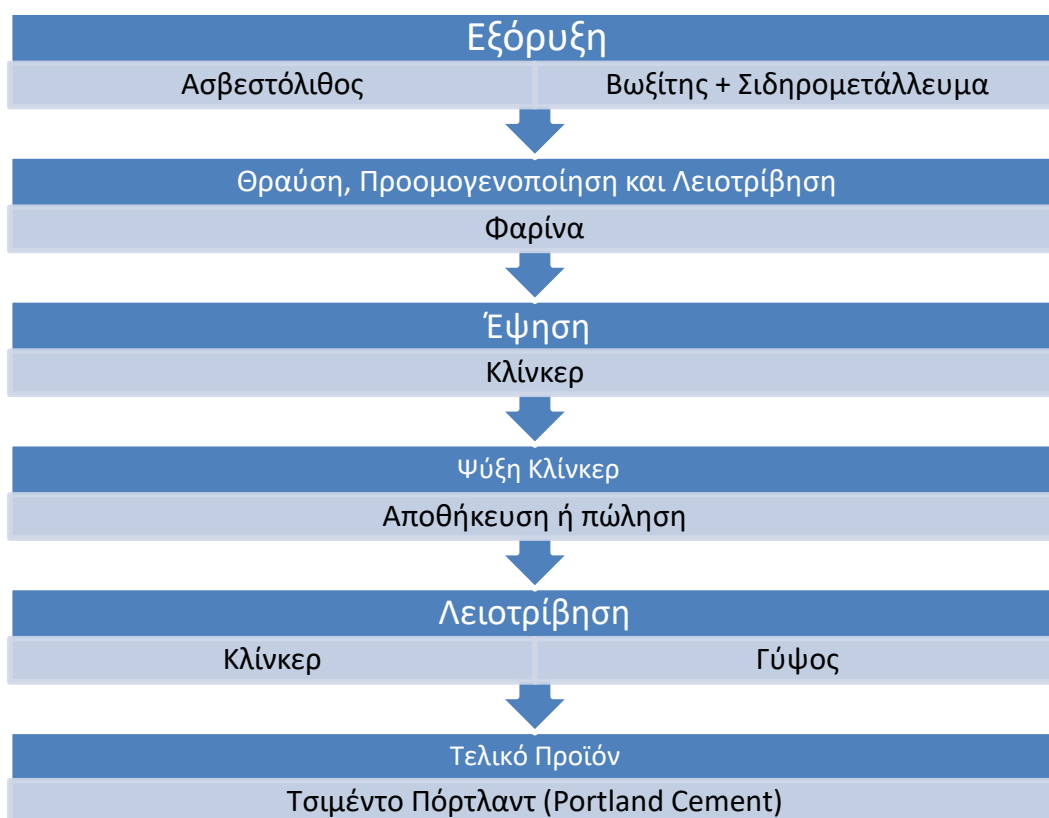 Εξόρυξη
Ασβεστόλιθος
Βωξίτης + Σιδηρομετάλλευμα
Θραύση, Προομογενοποίηση και Λειοτρίβηση
Φαρίνα
Έψηση
Κλίνκερ
Ψύξη Κλίνκερ
Αποθήκευση ή πώληση
Λειοτρίβηση
Κλίνκερ
Γύψος
Τελικό Προϊόν
Τσιμέντο Πόρτλαντ (Portland Cement)